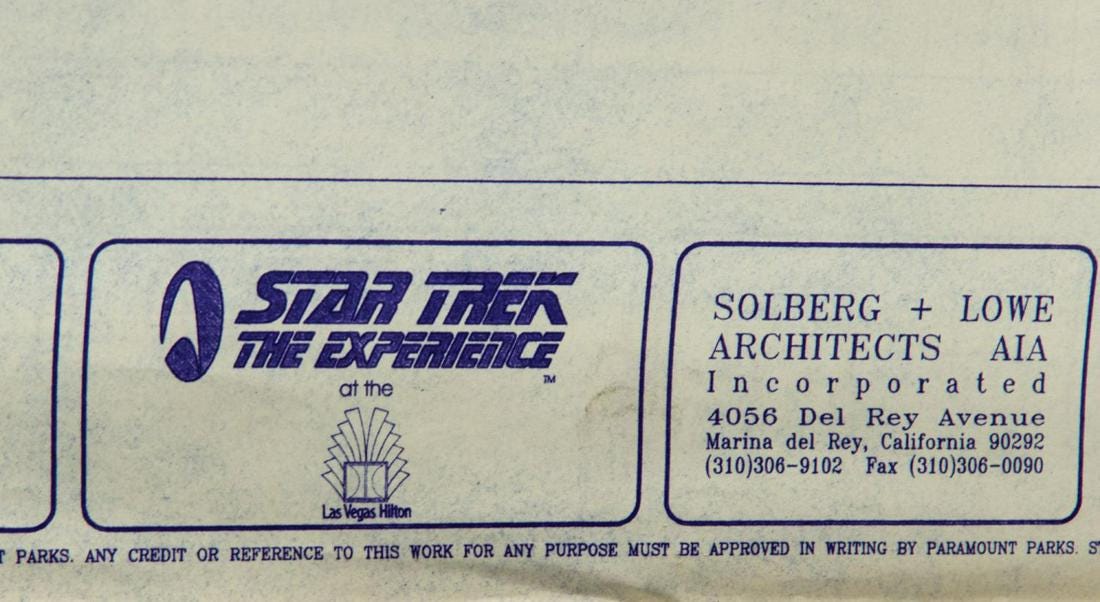 STAR TREK
THE EXPERIENCE
TM
at the
Las Vegas Hilton
SOLBERG + LOWE
ARCHITECTS AIA
Incorporated
4056 Del Rey Avenue
Marina del Rey, California 90292
(310)306-9102 Fax (310)306-0090
PARKS. ANY CREDIT OR REFERENCE TO THIS WORK FOR ANY PURPOSE MUST BE APPROVED IN WRITING BY PARAMOUNT PARKS.